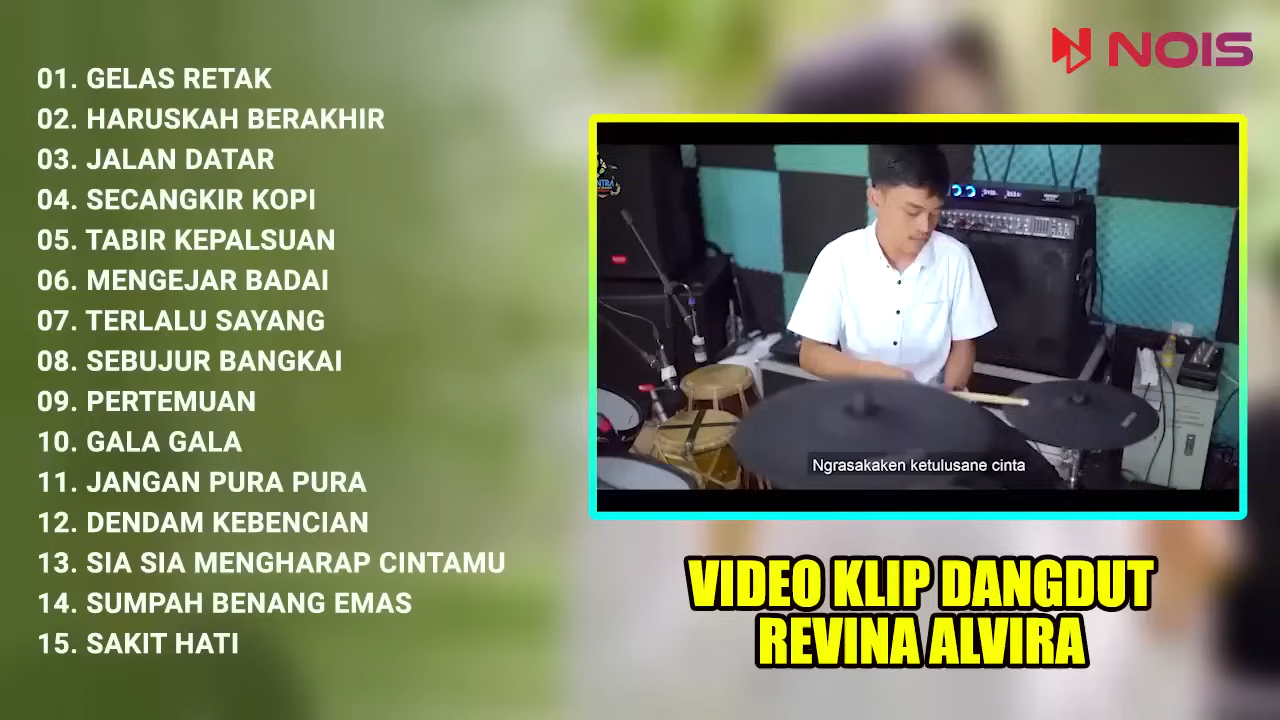 01. GELAS RETAK
02. HARUSKAH BERAKHIR
03. JALAN DATAR
04. SECANGKIR KOPI
05. TABIR KEPALSUAN
06. MENGEJAR BADAI
07. TERLALU SAYANG
08. SEBUJUR BANGKAI
09. PERTEMUAN
10. GALA GALA
11. JANGAN PURA PURA
12. DENDAM KEBENCIAN
13. SIA SIA MENGHARAP CINTAMU
14. SUMPAH BENANG EMAS
15. SAKIT HATI
NOIS
Ngrasakaken ketulusane cinta
VIDEO KLIP DANGDUT
REVINA ALVIRA